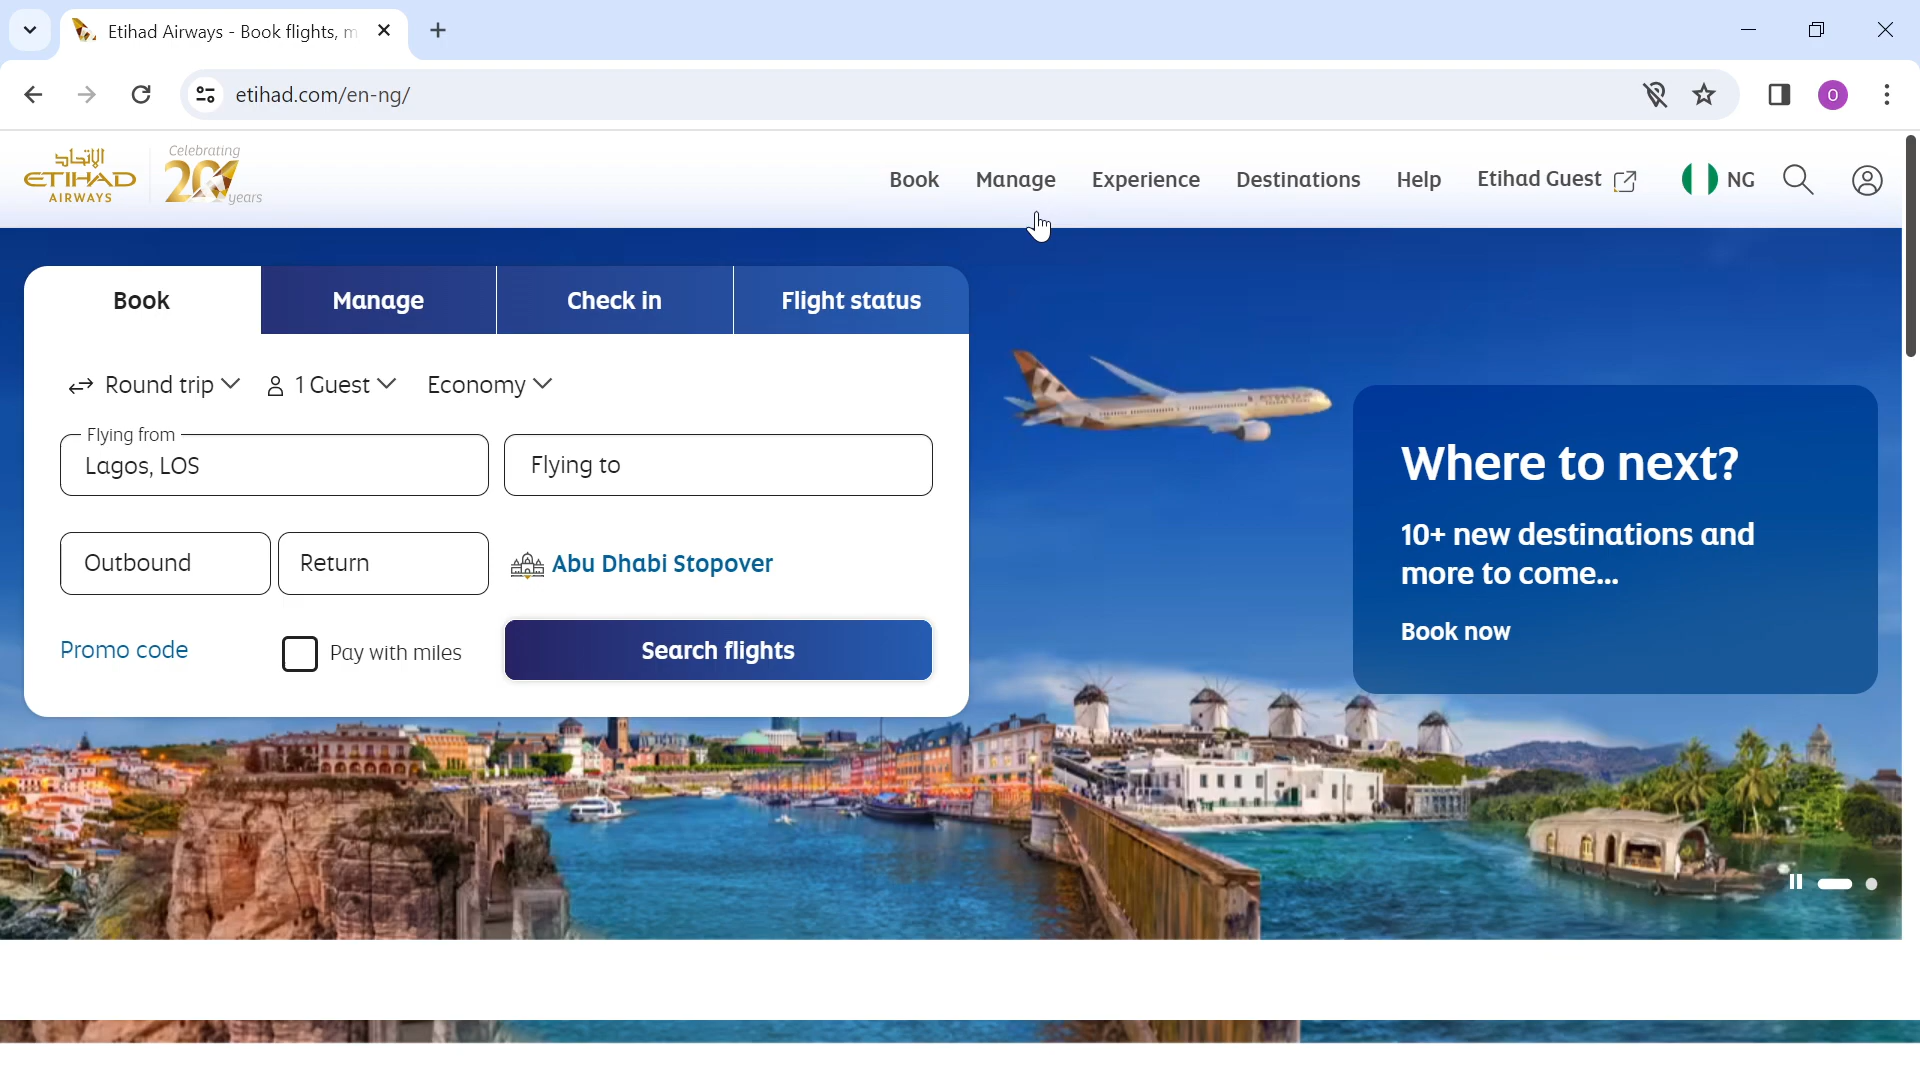 Etihad Airways - Book flights, m
etihad.com/en-ng/
O
الإتحاد
ETIHAD
AIRWAYS
Celebrating
20
years
Book
Manage
Experience
Destinations
Help
Etihad Guest
NG
Book
Manage
Check in
Flight status
Round trip
1 Guest
Economy
Flying from
Lagos, LOS
Flying to
Outbound
Return
Abu Dhabi Stopover
Promo code
Pay with miles
Search flights
Where to next?
10+ new destinations and
more to come...
Book now